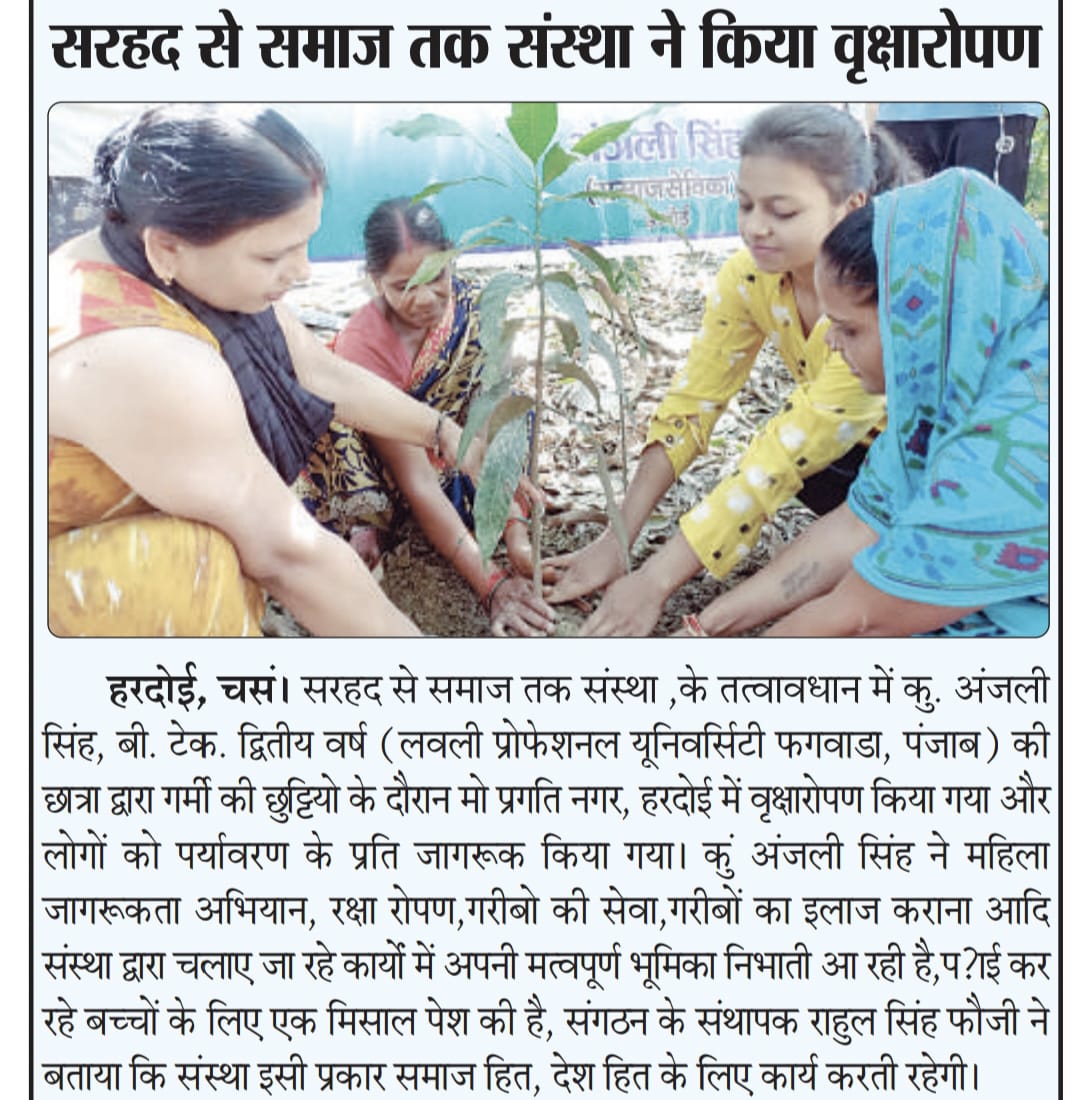 सरहद से समाज तक संस्था ने किया वृक्षारोपण
अंजली सिंह
(समाजसेविका)
हरदोई, चसं। सरहद से समाज तक संस्था ,के तत्वावधान में कु. अंजली
सिंह, बी. टेक. द्वितीय वर्ष (लवली प्रोफेशनल यूनिवर्सिटी फगवाडा, पंजाब) की
छात्रा द्वारा गर्मी की छुट्टियो के दौरान मो प्रगति नगर, हरदोई में वृक्षारोपण किया गया और
लोगों को पर्यावरण के प्रति जागरूक किया गया। कुं अंजली सिंह ने महिला
जागरूकता अभियान, रक्षा रोपण,गरीबो की सेवा,गरीबों का इलाज कराना आदि
संस्था द्वारा चलाए जा रहे कार्यो में अपनी मत्वपूर्ण भूमिका निभाती आ रही है,प?ाई कर
रहे बच्चों के लिए एक मिसाल पेश की है, संगठन के संथापक राहुल सिंह फौजी ने
बताया कि संस्था इसी प्रकार समाज हित, देश हित के लिए कार्य करती रहेगी।